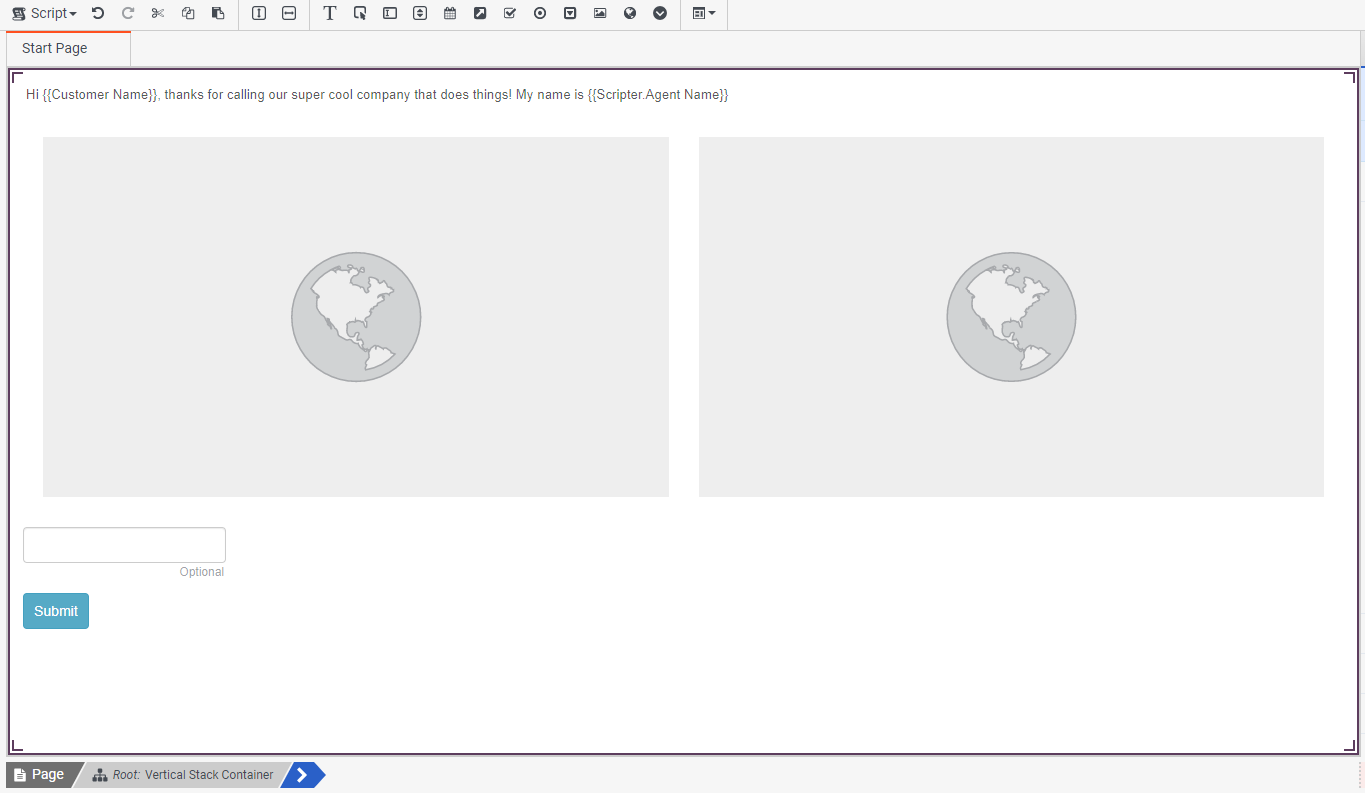 Script
Start Page
Hi {{Customer Name}}, thanks for calling our super cool company that does things! My name is {{Scripter.Agent Name}}
Optional
Submit
Page
Root: Vertical Stack Container